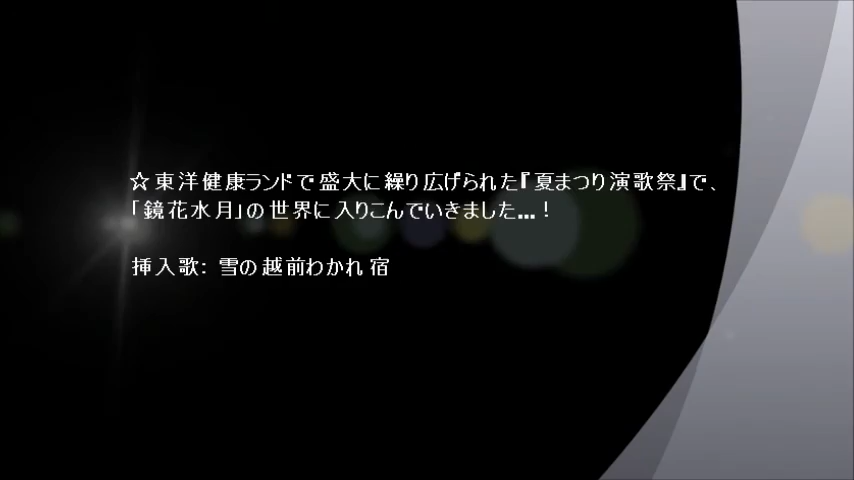 ☆東洋健康ランドで盛大に繰り広げられた『夏まつり演歌祭』で、
「鏡花水月」の世界に入りこんでいきました…！
挿入歌： 雪の越前わかれ宿